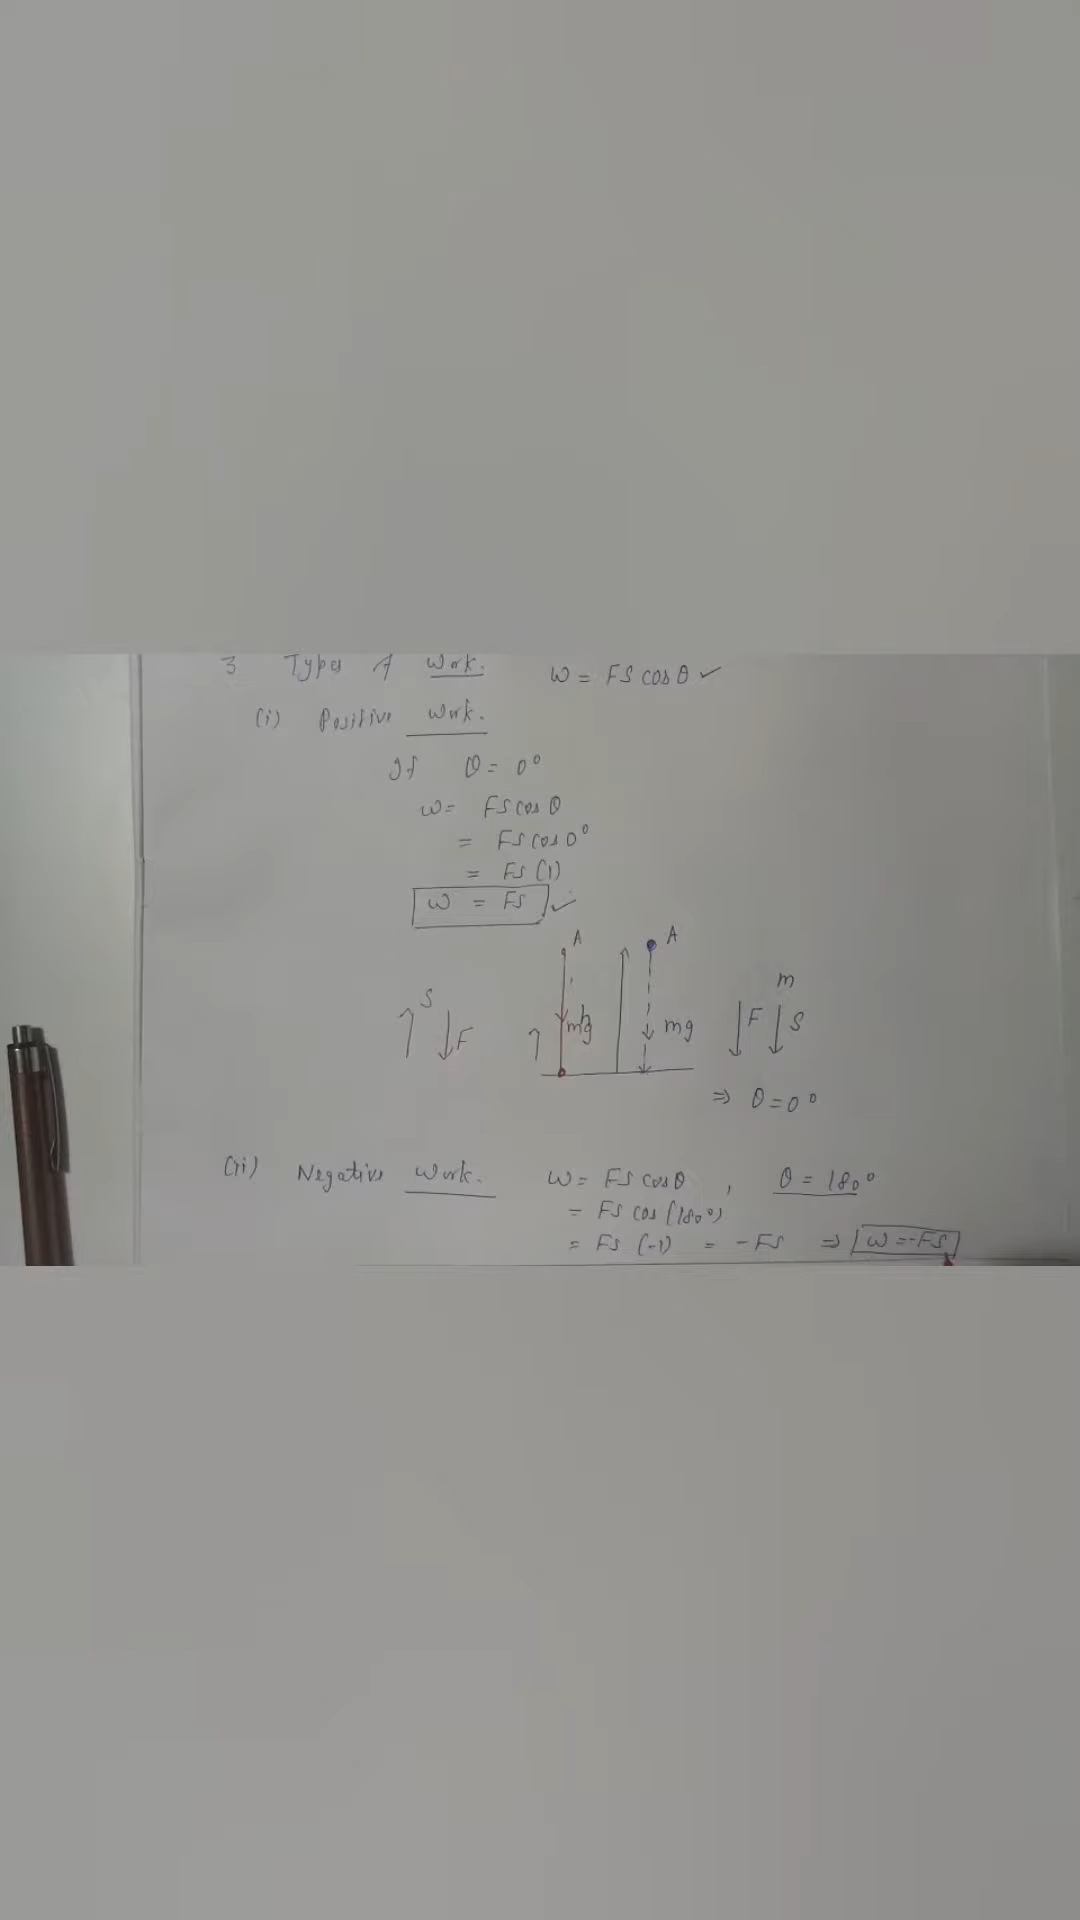 3 Types of Work. W = FS cos θ ✓
(i) Positive Work.
If θ = 0°
W = FS cos θ
= FS cos 0°
= FS (1)
W = FS ✓
A A
m
S F mg mg F S
⇒ θ = 0°
(ii) Negative Work. W = FS cos θ , θ = 180°
= FS cos (180°)
= FS (-1) = -FS ⇒ W = -FS